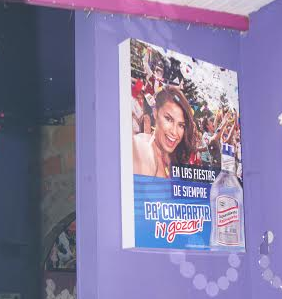 EN LAS FIESTAS
DE SIEMPRE
PA' COMPARTIR
¡Y gozar!